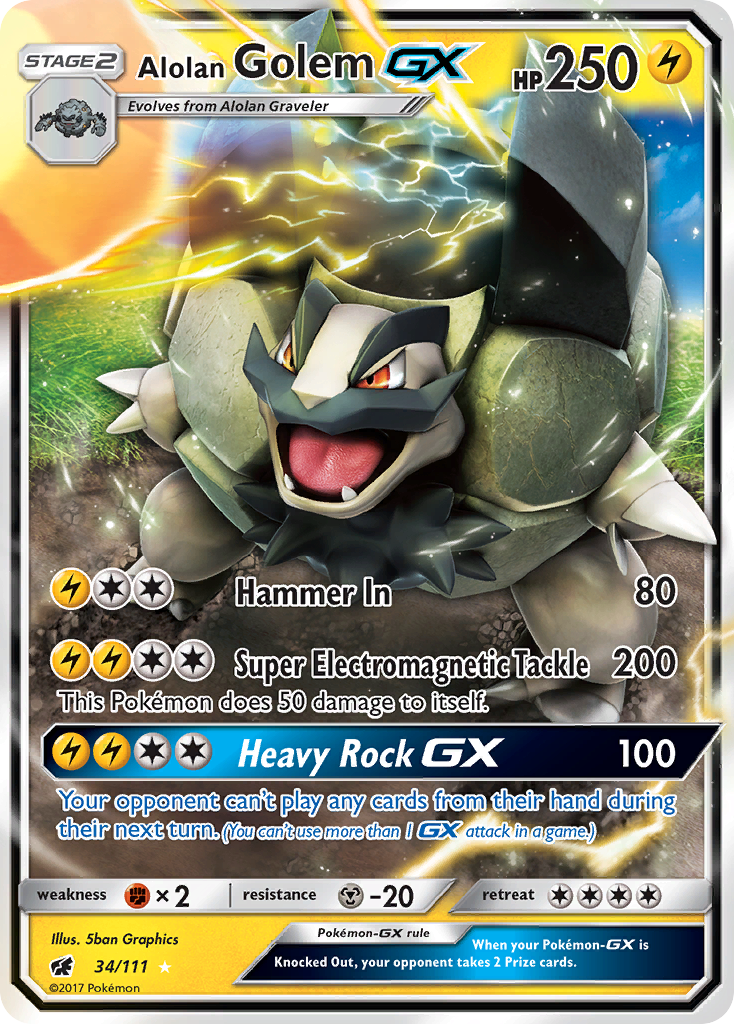 STAGE2 Alolan Golem GX HP250
Evolves from Alolan Graveler
Hammer In 80
Super Electromagnetic Tackle 200
This Pokémon does 50 damage to itself.
Heavy Rock GX 100
Your opponent can't play any cards from their hand during
their next turn. (You can't use more than 1 GX attack in a game.)
weakness ×2 resistance -20 retreat
Illus. 5ban Graphics
34/111
©2017 Pokémon
Pokémon-GX rule
When your Pokémon-GX is
Knocked Out, your opponent takes 2 Prize cards.